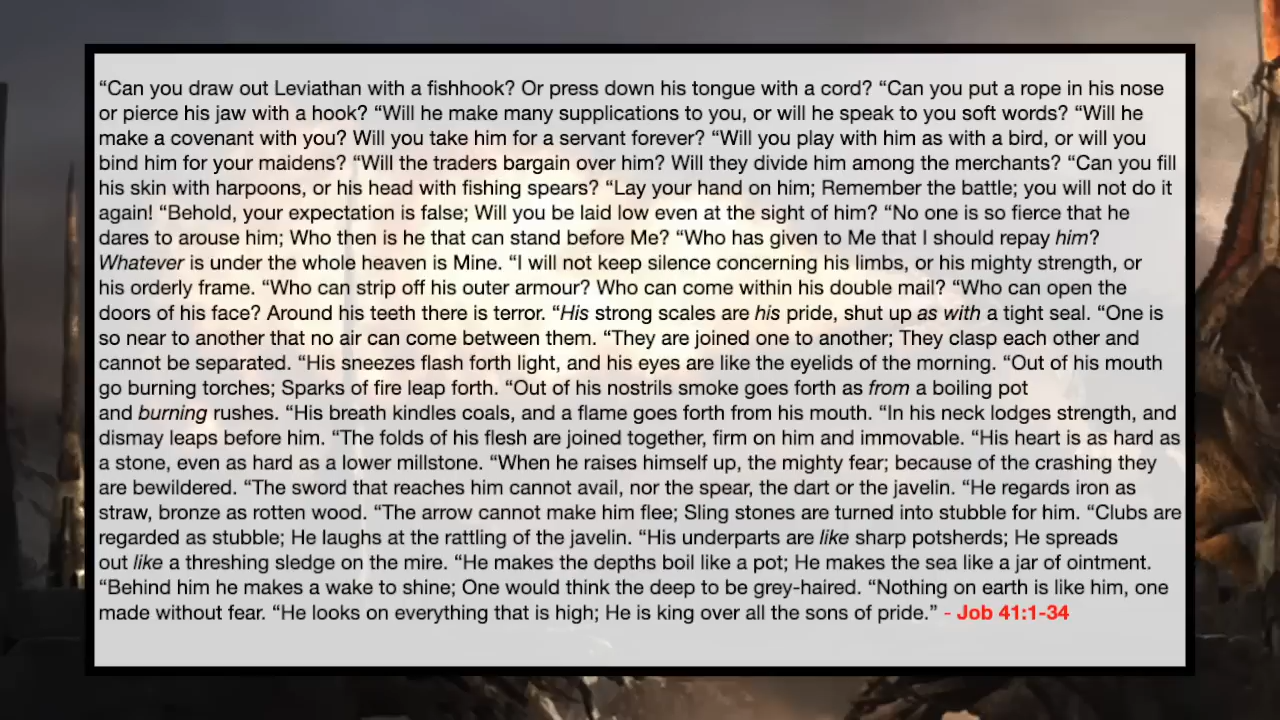 “Can you draw out Leviathan with a fishhook? Or press down his tongue with a cord? “Can you put a rope in his nose
or pierce his jaw with a hook? “Will he make many supplications to you, or will he speak to you soft words? “Will he
make a covenant with you? Will you take him for a servant forever? “Will you play with him as with a bird, or will you
bind him for your maidens? “Will the traders bargain over him? Will they divide him among the merchants? “Can you fill
his skin with harpoons, or his head with fishing spears? “Lay your hand on him; Remember the battle; you will not do it
again! “Behold, your expectation is false; Will you be laid low even at the sight of him? “No one is so fierce that he
dares to arouse him; Who then is he that can stand before Me? “Who has given to Me that I should repay him?
Whatever is under the whole heaven is Mine. “I will not keep silence concerning his limbs, or his mighty strength, or
his orderly frame. “Who can strip off his outer armour? Who can come within his double mail? “Who can open the
doors of his face? Around his teeth there is terror. “His strong scales are his pride, shut up as with a tight seal. “One is
so near to another that no air can come between them. “They are joined one to another; They clasp each other and
cannot be separated. “His sneezes flash forth light, and his eyes are like the eyelids of the morning. “Out of his mouth
go burning torches; Sparks of fire leap forth. “Out of his nostrils smoke goes forth as from a boiling pot
and burning rushes. “His breath kindles coals, and a flame goes forth from his mouth. “In his neck lodges strength, and
dismay leaps before him. “The folds of his flesh are joined together, firm on him and immovable. “His heart is as hard as
a stone, even as hard as a lower millstone. “When he raises himself up, the mighty fear; because of the crashing they
are bewildered. “The sword that reaches him cannot avail, nor the spear, the dart or the javelin. “He regards iron as
straw, bronze as rotten wood. “The arrow cannot make him flee; Sling stones are turned into stubble for him. “Clubs are
regarded as stubble; He laughs at the rattling of the javelin. “His underparts are like sharp potsherds; He spreads
out like a threshing sledge on the mire. “He makes the depths boil like a pot; He makes the sea like a jar of ointment.
“Behind him he makes a wake to shine; One would think the deep to be grey-haired. “Nothing on earth is like him, one
made without fear. “He looks on everything that is high; He is king over all the sons of pride.” - Job 41:1-34